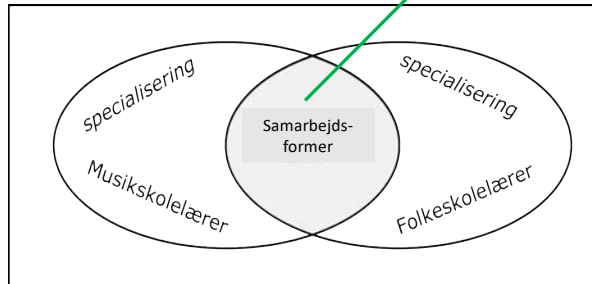 specialisering
specialisering
Samarbejds-
former
Musikskolelærer
Folkeskolelærer